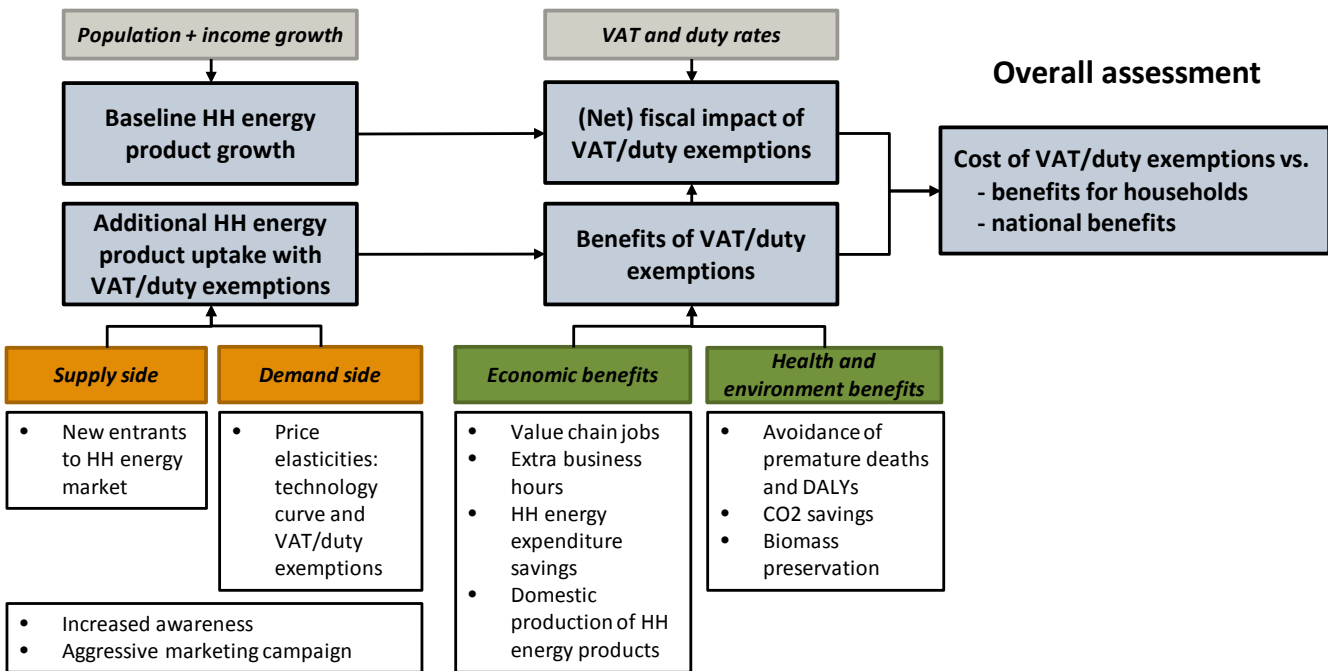 Population + income growth
VAT and duty rates
Overall assessment
Baseline HH energy
product growth
(Net) fiscal impact of
VAT/duty exemptions
Cost of VAT/duty exemptions vs.
- benefits for households
- national benefits
Additional HH energy
product uptake with
VAT/duty exemptions
Benefits of VAT/duty
exemptions
Supply side
Demand side
Economic benefits
Health and
environment benefits
• New entrants
to HH energy
market
• Price
elasticities:
technology
curve and
VAT/duty
exemptions
• Increased awareness
• Aggressive marketing campaign
• Value chain jobs
• Extra business
hours
• HH energy
expenditure
savings
• Domestic
production of HH
energy products
• Avoidance of
premature deaths
and DALYs
• CO2 savings
• Biomass
preservation